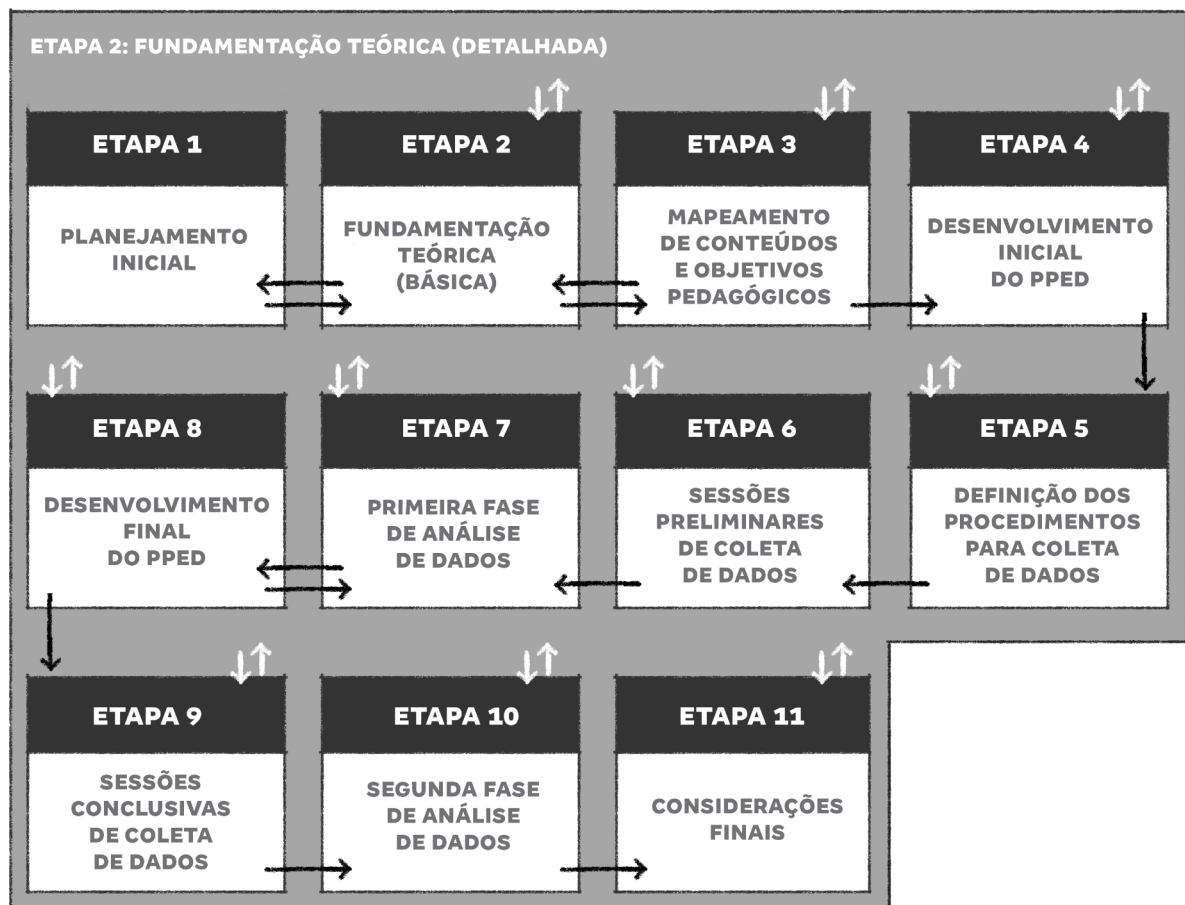 ETAPA 2: FUNDAMENTAÇÃO TEÓRICA (DETALHADA)
ETAPA 1
PLANEJAMENTO
INICIAL
ETAPA 2
FUNDAMENTAÇÃO
TEÓRICA
(BÁSICA)
ETAPA 3
MAPEAMENTO
DE CONTEÚDOS
E OBJETIVOS
PEDAGÓGICOS
ETAPA 4
DESENVOLVIMENTO
INICIAL
DO PPED
ETAPA 8
DESENVOLVIMENTO
FINAL
DO PPED
ETAPA 7
PRIMEIRA FASE
DE ANÁLISE
DE DADOS
ETAPA 6
SESSÕES
PRELIMINARES
DE COLETA
DE DADOS
ETAPA 5
DEFINIÇÃO DOS
PROCEDIMENTOS
PARA COLETA
DE DADOS
ETAPA 9
SESSÕES
CONCLUSIVAS
DE COLETA
DE DADOS
ETAPA 10
SEGUNDA FASE
DE ANÁLISE
DE DADOS
ETAPA 11
CONSIDERAÇÕES
FINAIS